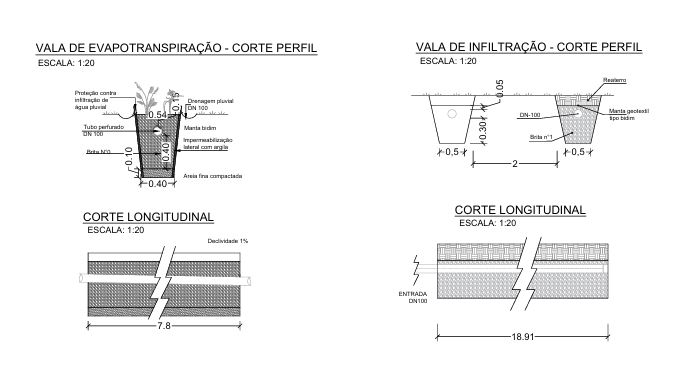 VALA DE EVAPOTRANSPIRAÇÃO - CORTE PERFIL
ESCALA: 1:20
Proteção contra
infiltração de
água pluvial
0.15
Drenagem pluvial
DN 100
0.54
Tubo perfurado
DN 100
Manta bidim
Impermeabilização
lateral com argila
Brita N°0
0.10
0.40
Areia fina compactada
0.40
CORTE LONGITUDINAL
ESCALA: 1:20
Declividade 1%
7.8
VALA DE INFILTRAÇÃO - CORTE PERFIL
ESCALA: 1:20
Reaterro
0.05
DN-100
Manta geotextil
tipo bidim
0.30
Brita n°1
0,5
0,5
2
CORTE LONGITUDINAL
ESCALA: 1:20
ENTRADA
DN100
18.91